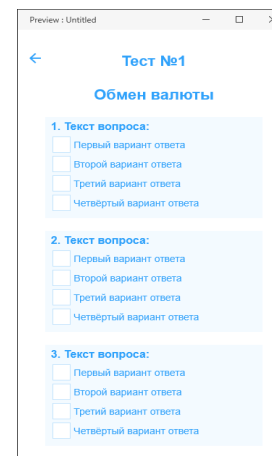 Preview : Untitled
Тест №1
Обмен валюты
1. Текст вопроса:
Первый вариант ответа
Второй вариант ответа
Третий вариант ответа
Четвёртый вариант ответа
2. Текст вопроса:
Первый вариант ответа
Второй вариант ответа
Третий вариант ответа
Четвёртый вариант ответа
3. Текст вопроса:
Первый вариант ответа
Второй вариант ответа
Третий вариант ответа
Четвёртый вариант ответа